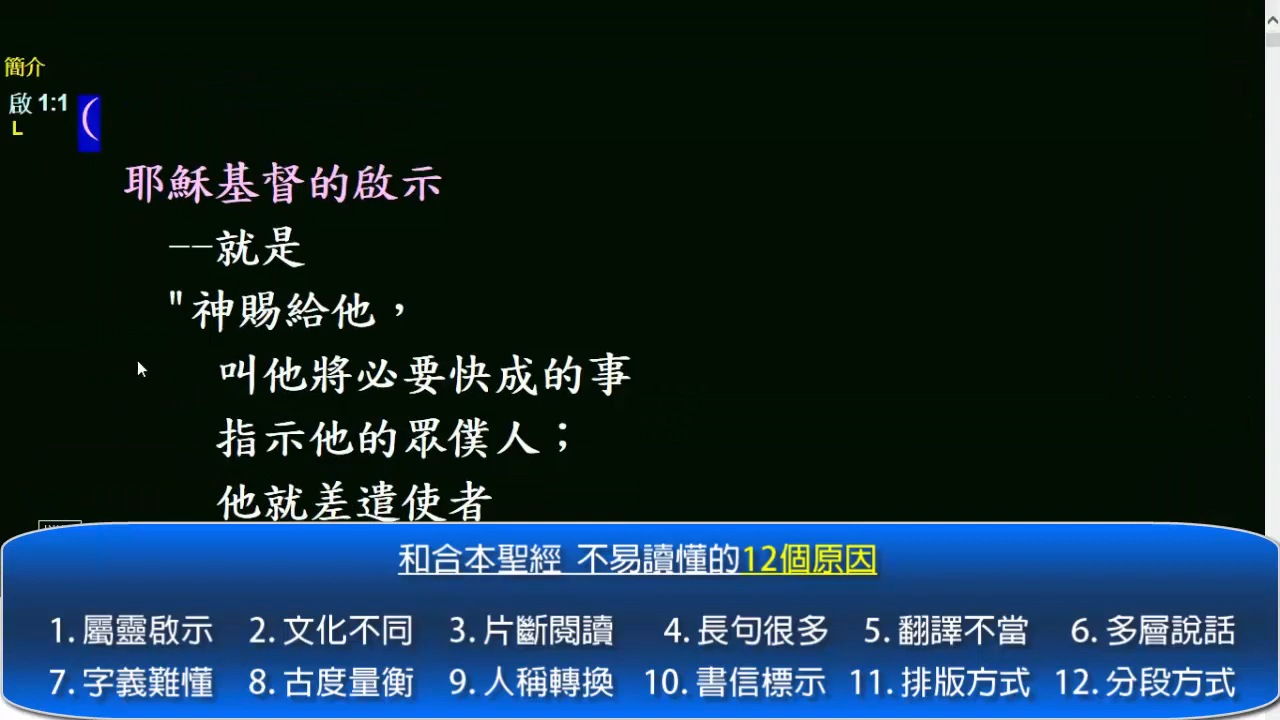 簡介
啟 1:1
L
(
耶穌基督的啟示
--就是
"神賜給他，
叫他將必要快成的事
指示他的眾僕人；
他就差遣使者
和合本聖經 不易讀懂的12個原因
1. 屬靈啟示 2. 文化不同 3. 片斷閱讀 4. 長句很多 5. 翻譯不當 6. 多層說話
7. 字義難懂 8. 古度量衡 9. 人稱轉換 10. 書信標示 11. 排版方式 12. 分段方式